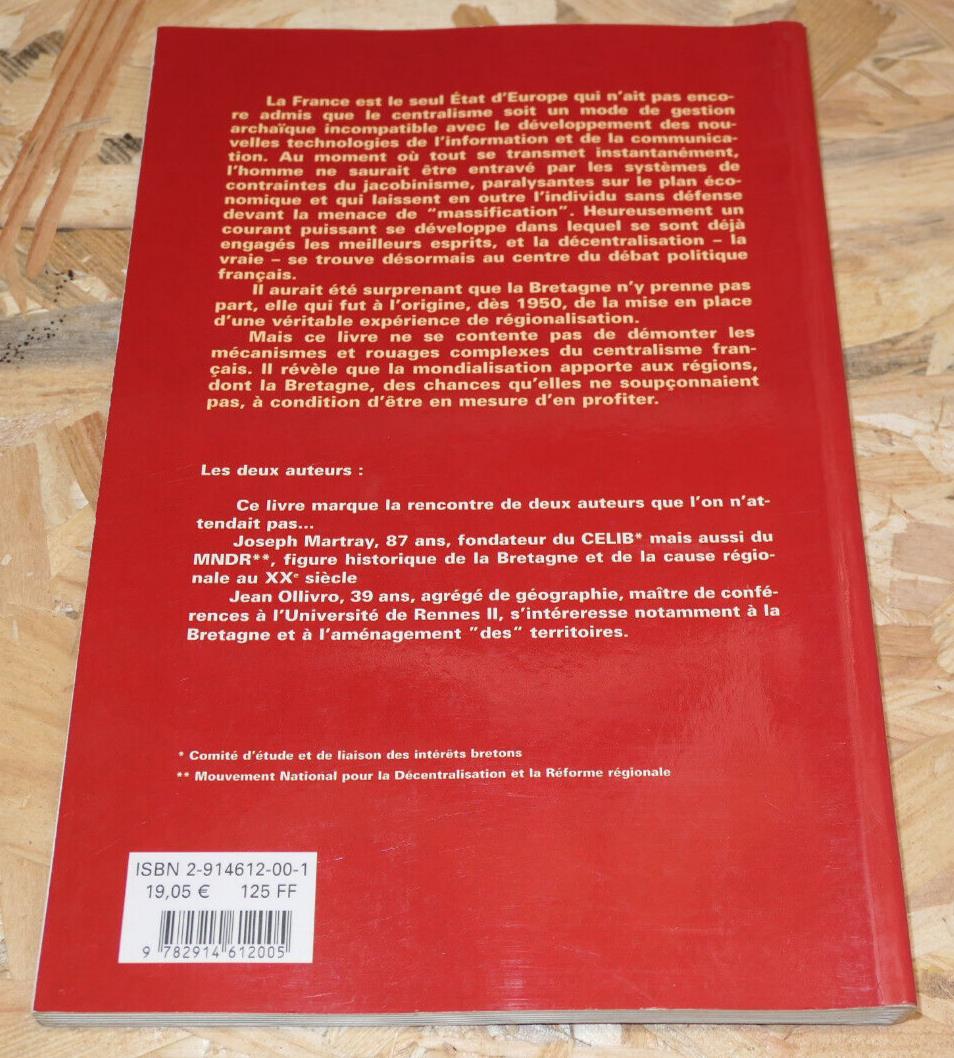 La France est le seul État d'Europe qui n'ait pas enco-
re admis que le centralisme soit un mode de gestion
archaïque incompatible avec le développement des nou-
velles technologies de l'information et de la communica-
tion. Au moment où tout se transmet instantanément,
l'homme ne saurait être entravé par les systèmes de
contraintes du jacobinisme, paralysantes sur le plan éco-
nomique et qui laissent en outre l'individu sans défense
devant la menace de "massification". Heureusement un
courant puissant se développe dans lequel se sont déjà
engagés les meilleurs esprits, et la décentralisation – la
vraie – se trouve désormais au centre du débat politique
français.
Il aurait été surprenant que la Bretagne n'y prenne pas
part, elle qui fut à l'origine, dès 1950, de la mise en place
d'une véritable expérience de régionalisation.
Mais ce livre ne se contente pas de démonter les
mécanismes et rouages complexes du centralisme fran-
çais. Il révèle que la mondialisation apporte aux régions,
dont la Bretagne, des chances qu'elles ne soupçonnaient
pas, à condition d'être en mesure d'en profiter.
Les deux auteurs :
Ce livre marque la rencontre de deux auteurs que l'on n'at-
tendait pas...
Joseph Martray, 87 ans, fondateur du CELIB* mais aussi du
MNDR**, figure historique de la Bretagne et de la cause régio-
nale au XXe siècle
Jean Ollivro, 39 ans, agrégé de géographie, maître de confé-
rences à l'Université de Rennes II, s'intéreresse notamment à la
Bretagne et à l'aménagement "des" territoires.
* Comité d'étude et de liaison des intérëts bretons
** Mouvement National pour la Décentralisation et la Réforme régionale
ISBN 2-914612-00-1
19,05 € 125 FF
9 782914 612005